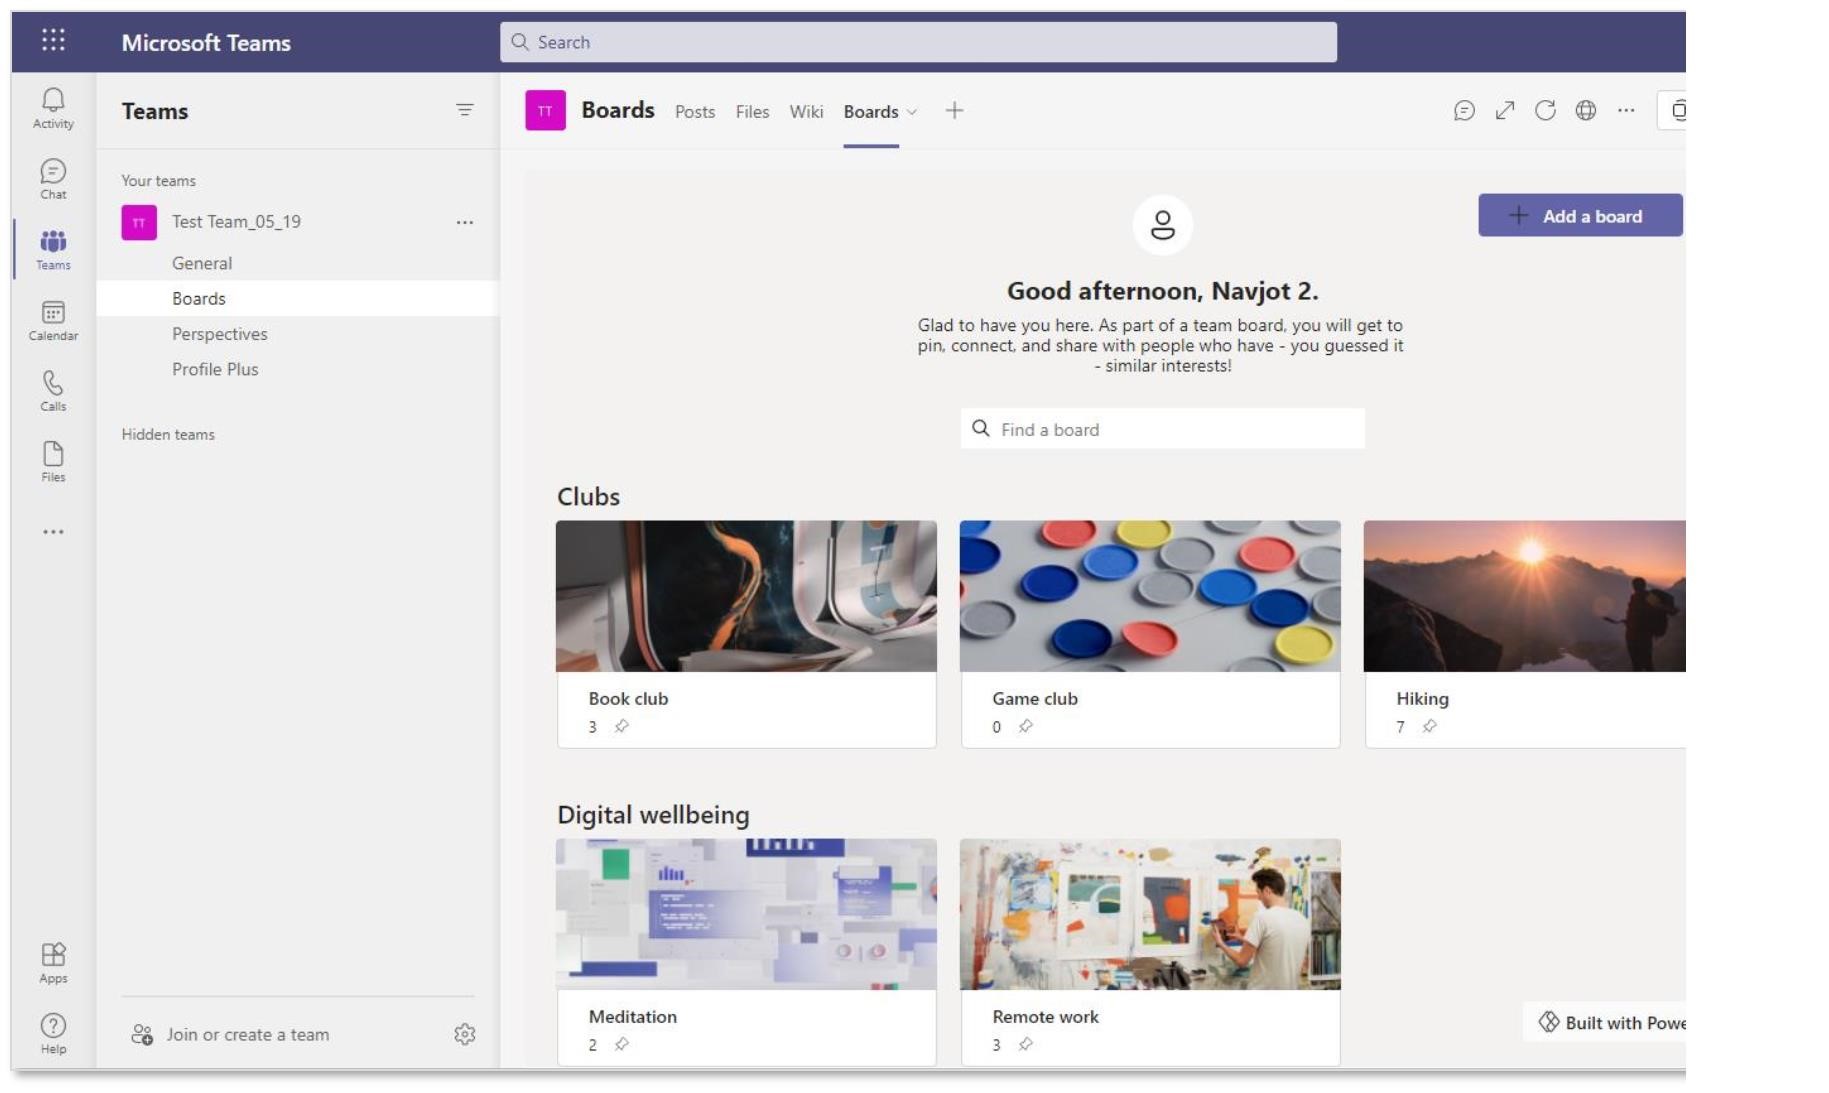 Microsoft Teams
Search
Activity
Chat
Teams
Calendar
Calls
Files
Apps
Help
Teams
Your teams
TT Test Team_05_19
General
Boards
Perspectives
Profile Plus
Hidden teams
Join or create a team
TT Boards Posts Files Wiki Boards
Add a board
Good afternoon, Navjot 2.
Glad to have you here. As part of a team board, you will get to
pin, connect, and share with people who have - you guessed it
- similar interests!
Find a board
Clubs
Book club
3
Game club
0
Hiking
7
Digital wellbeing
Meditation
2
Remote work
3
Built with Powe